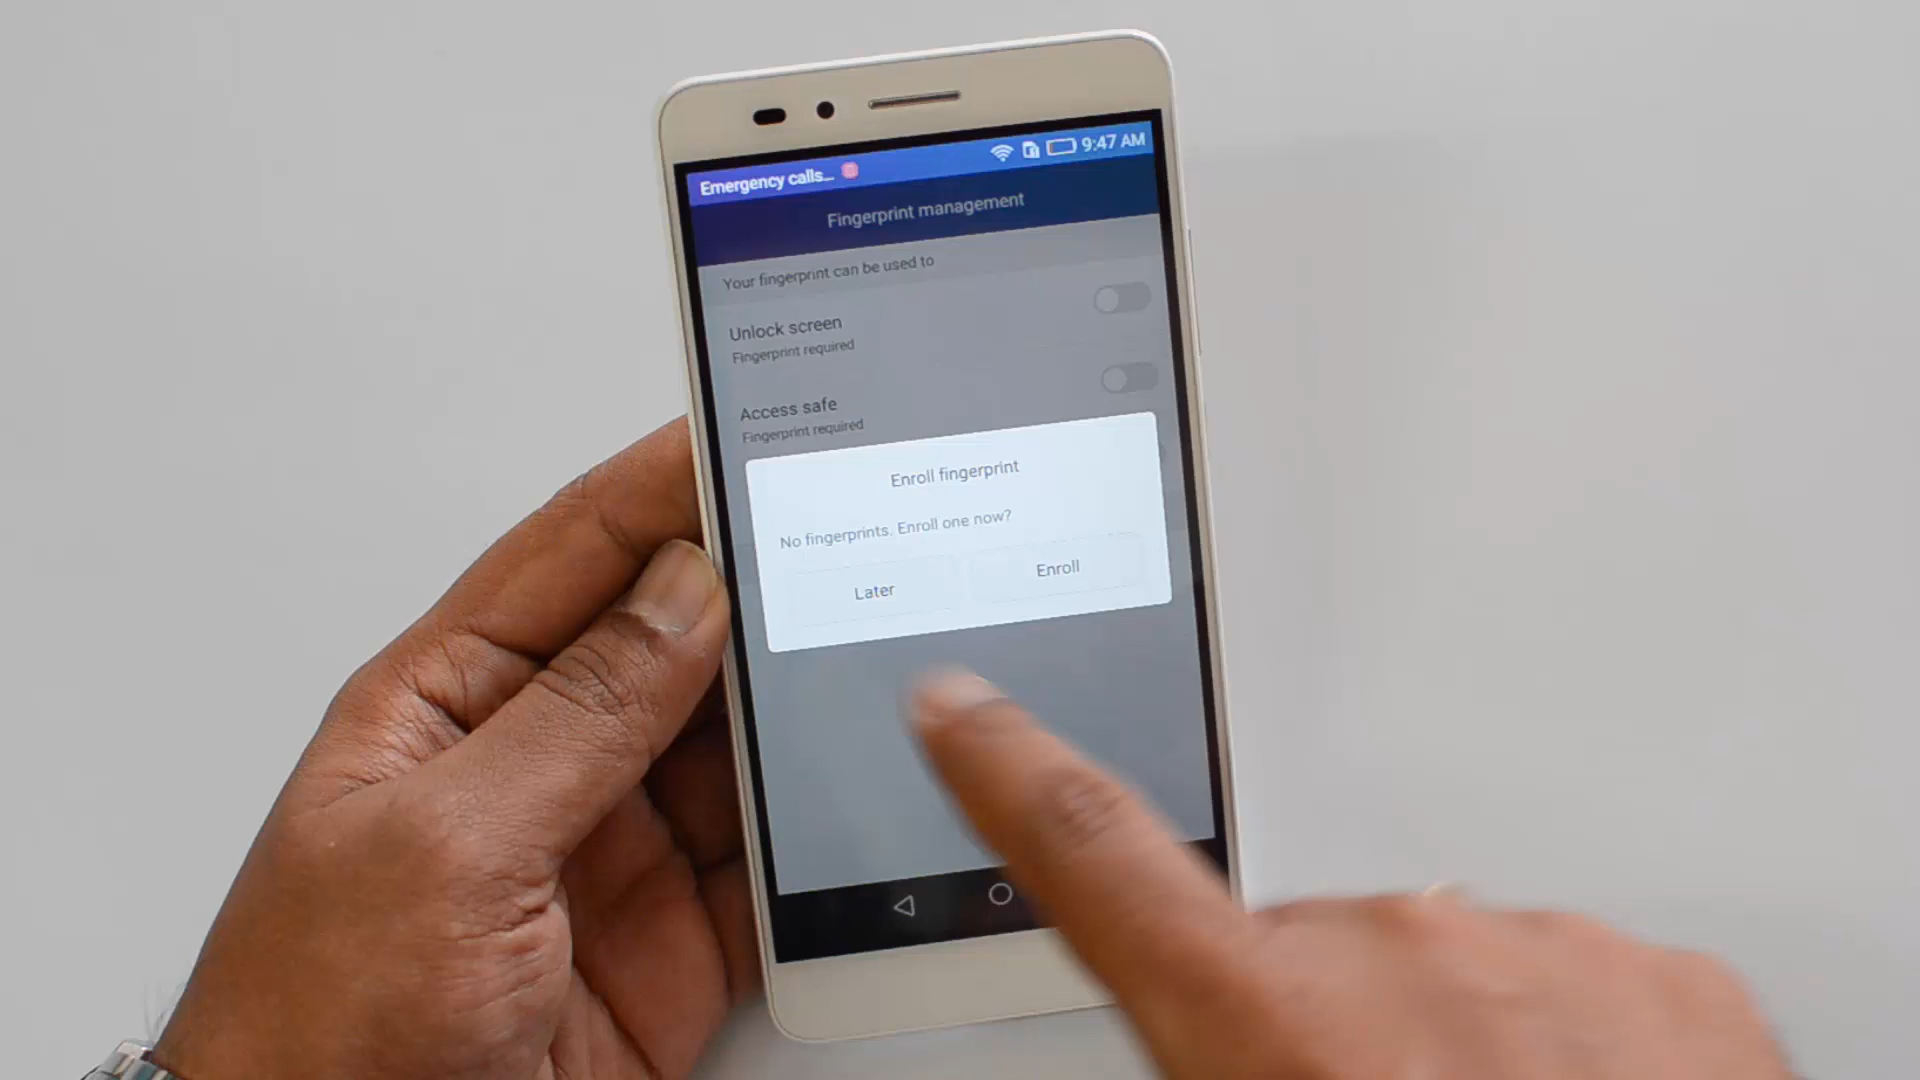 Emergency calls... 9:47 AM
Fingerprint management
Your fingerprint can be used to
Unlock screen
Fingerprint required
Access safe
Fingerprint required
Enroll fingerprint
No fingerprints. Enroll one now?
Later Enroll